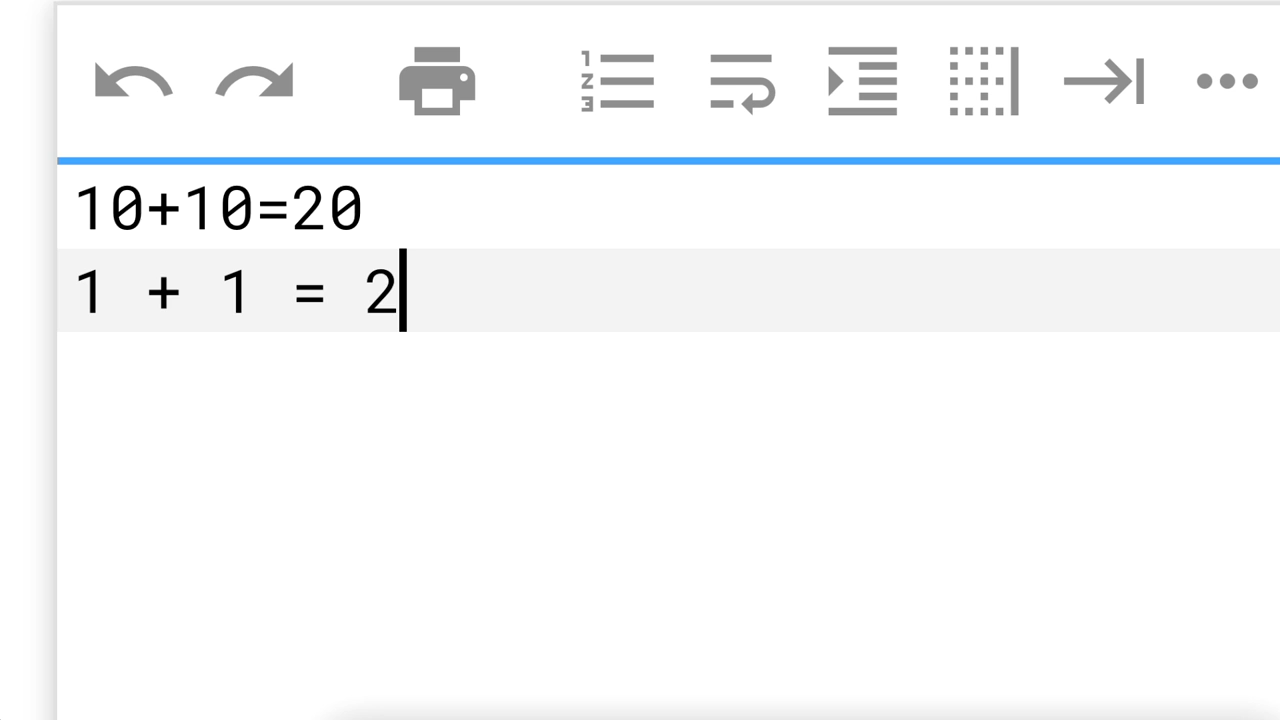 10+10=20
1 + 1 = 2